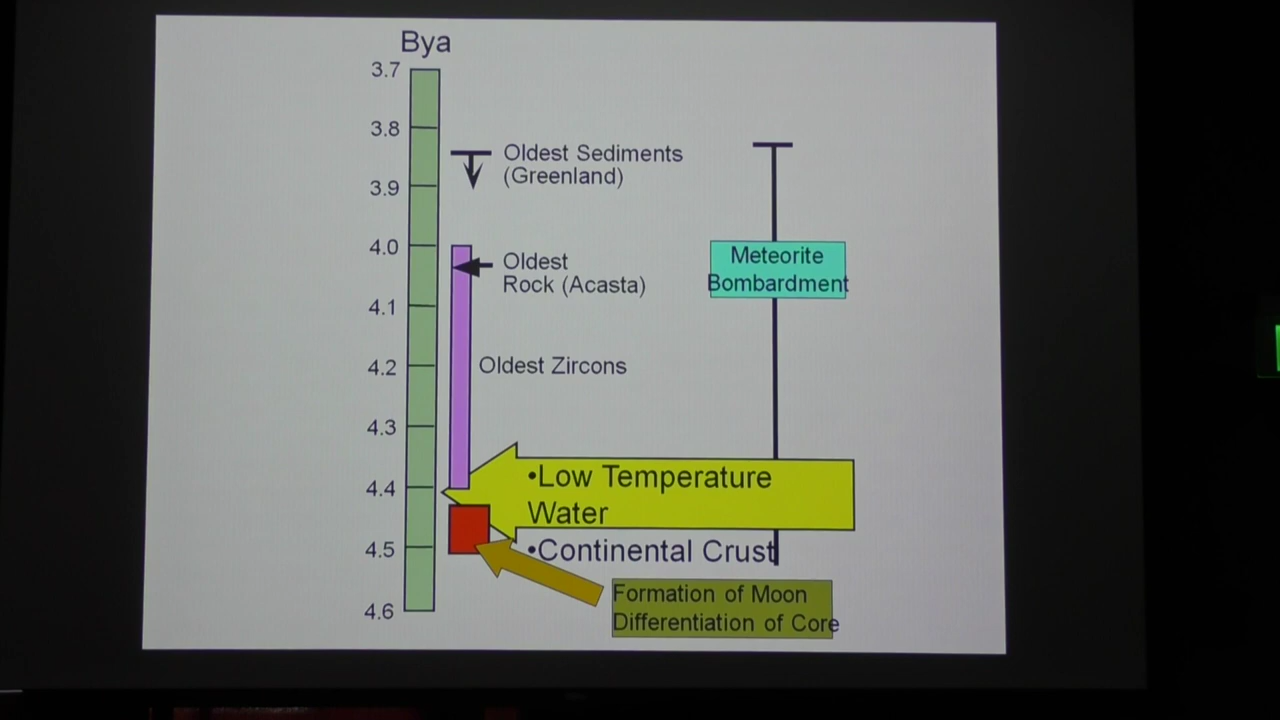 Bya
3.7
3.8
3.9
4.0
4.1
4.2
4.3
4.4
4.5
4.6
Oldest Sediments
(Greenland)
Oldest
Rock (Acasta)
Oldest Zircons
Meteorite
Bombardment
•Low Temperature
Water
•Continental Crust
Formation of Moon
Differentiation of Core